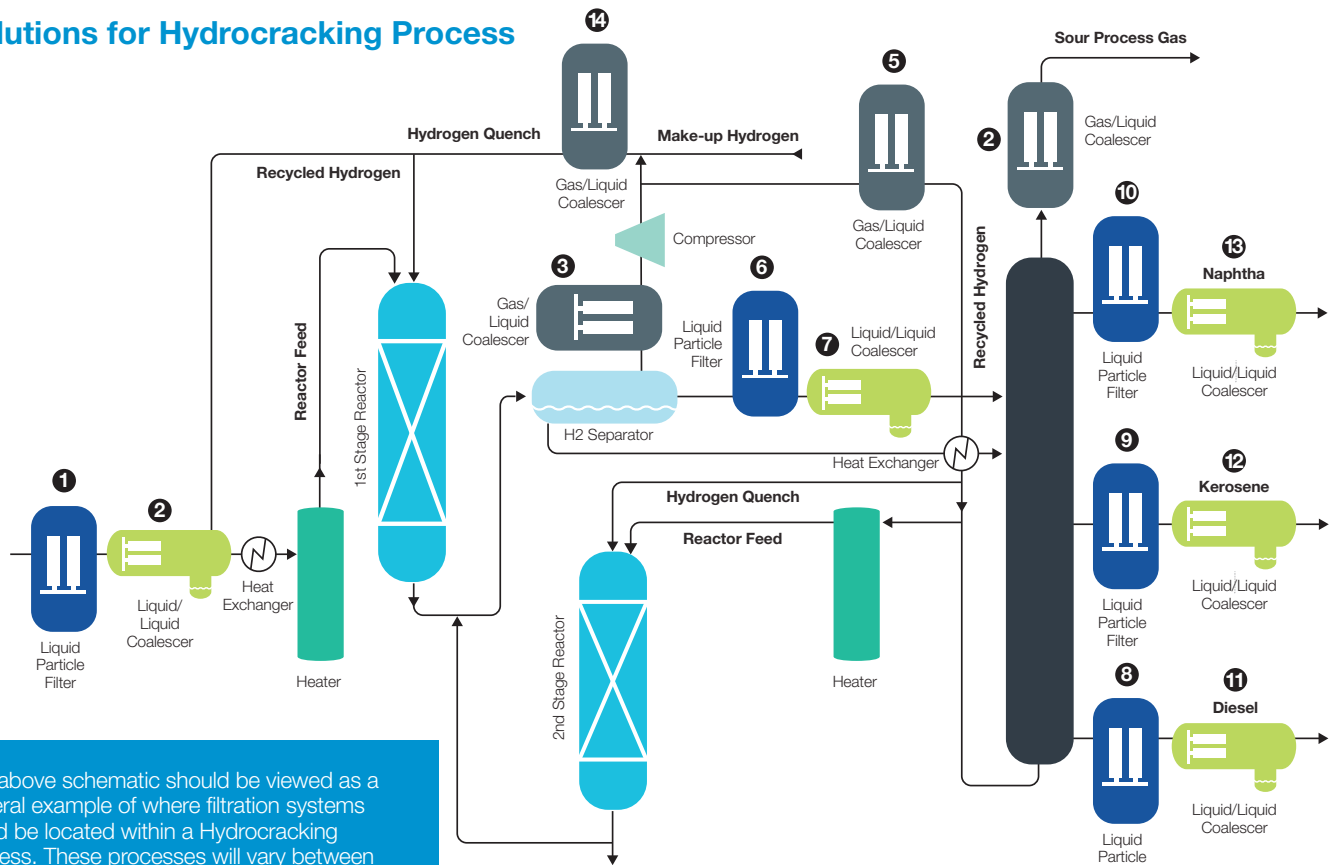 lutions for Hydrocracking Process
14
Sour Process Gas
5
Hydrogen Quench
Make-up Hydrogen
Gas/Liquid
Coalescer
2
Recycled Hydrogen
Gas/Liquid
Coalescer
10
Gas/Liquid
Coalescer
Compressor
3
6
13
Naphtha
Gas/
Liquid
Coalescer
Liquid
Particle
Filter
7
Liquid/Liquid
Coalescer
Recycled Hydrogen
Reactor Feed
1st Stage Reactor
Liquid
Particle
Filter
Liquid/Liquid
Coalescer
H2 Separator
Heat Exchanger
9
12
Kerosene
1
2
Hydrogen Quench
Reactor Feed
Heat
Exchanger
Liquid/
Liquid
Coalescer
Liquid
Particle
Filter
Heater
2nd Stage Reactor
Heater
Liquid
Particle
Filter
Liquid/Liquid
Coalescer
8
11
Diesel
above schematic should be viewed as a
eral example of where filtration systems
d be located within a Hydrocracking
ess. These processes will vary between
Liquid
Particle
Liquid/Liquid
Coalescer